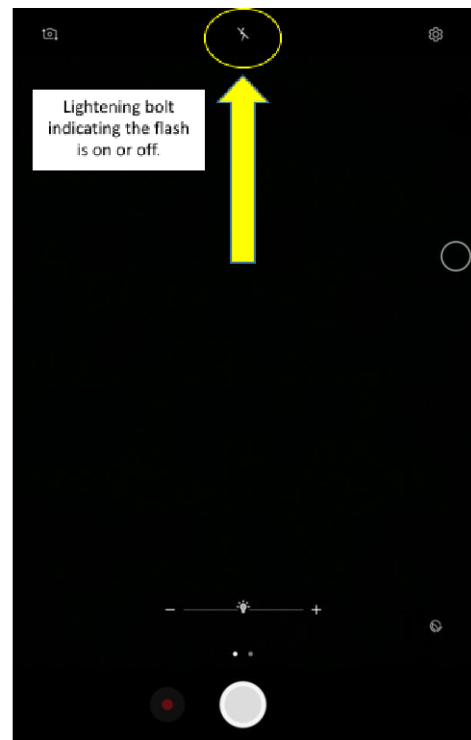 Lightening bolt
indicating the flash
is on or off.